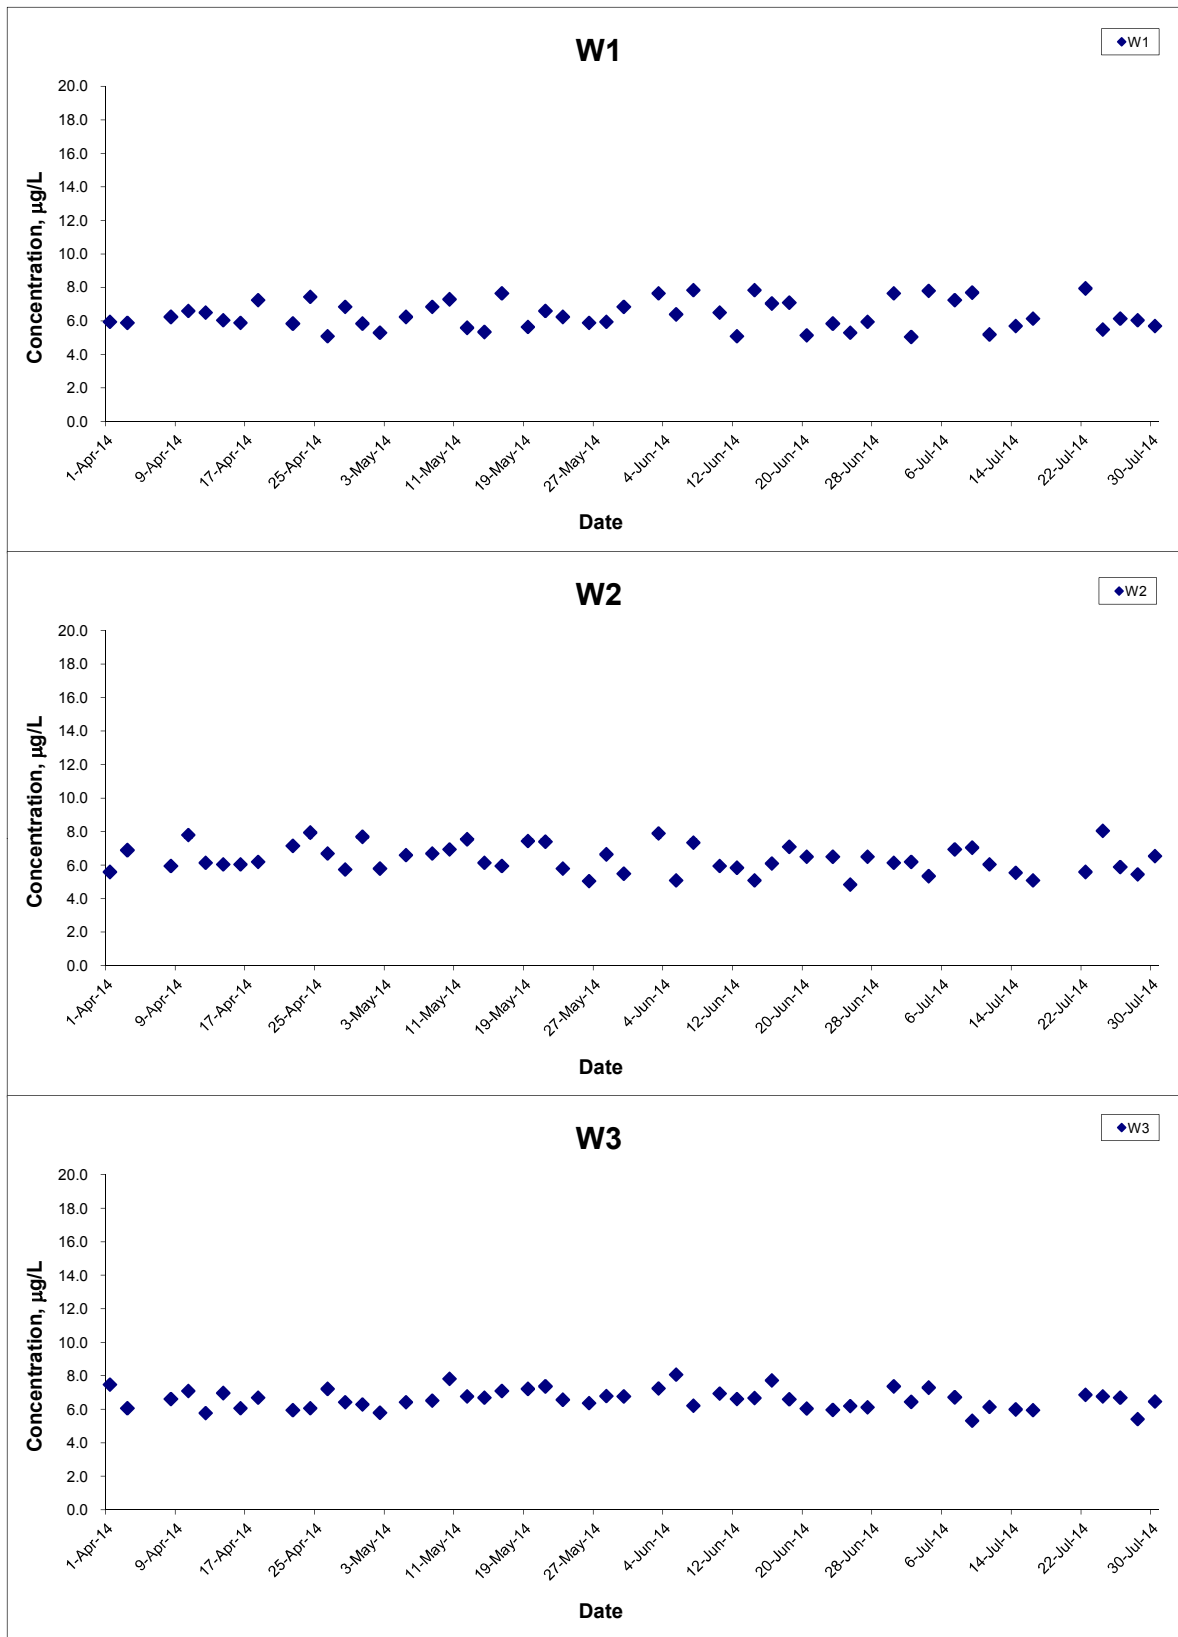 W1
W1
20.0
18.0
16.0
14.0
12.0
10.0
8.0
6.0
4.0
2.0
0.0
Concentration, µg/L
1-Apr-14
9-Apr-14
17-Apr-14
25-Apr-14
3-May-14
11-May-14
19-May-14
27-May-14
4-Jun-14
12-Jun-14
20-Jun-14
28-Jun-14
6-Jul-14
14-Jul-14
22-Jul-14
30-Jul-14
Date
W2
W2
20.0
18.0
16.0
14.0
12.0
10.0
8.0
6.0
4.0
2.0
0.0
Concentration, µg/L
1-Apr-14
9-Apr-14
17-Apr-14
25-Apr-14
3-May-14
11-May-14
19-May-14
27-May-14
4-Jun-14
12-Jun-14
20-Jun-14
28-Jun-14
6-Jul-14
14-Jul-14
22-Jul-14
30-Jul-14
Date
W3
W3
20.0
18.0
16.0
14.0
12.0
10.0
8.0
6.0
4.0
2.0
0.0
Concentration, µg/L
1-Apr-14
9-Apr-14
17-Apr-14
25-Apr-14
3-May-14
11-May-14
19-May-14
27-May-14
4-Jun-14
12-Jun-14
20-Jun-14
28-Jun-14
6-Jul-14
14-Jul-14
22-Jul-14
30-Jul-14
Date